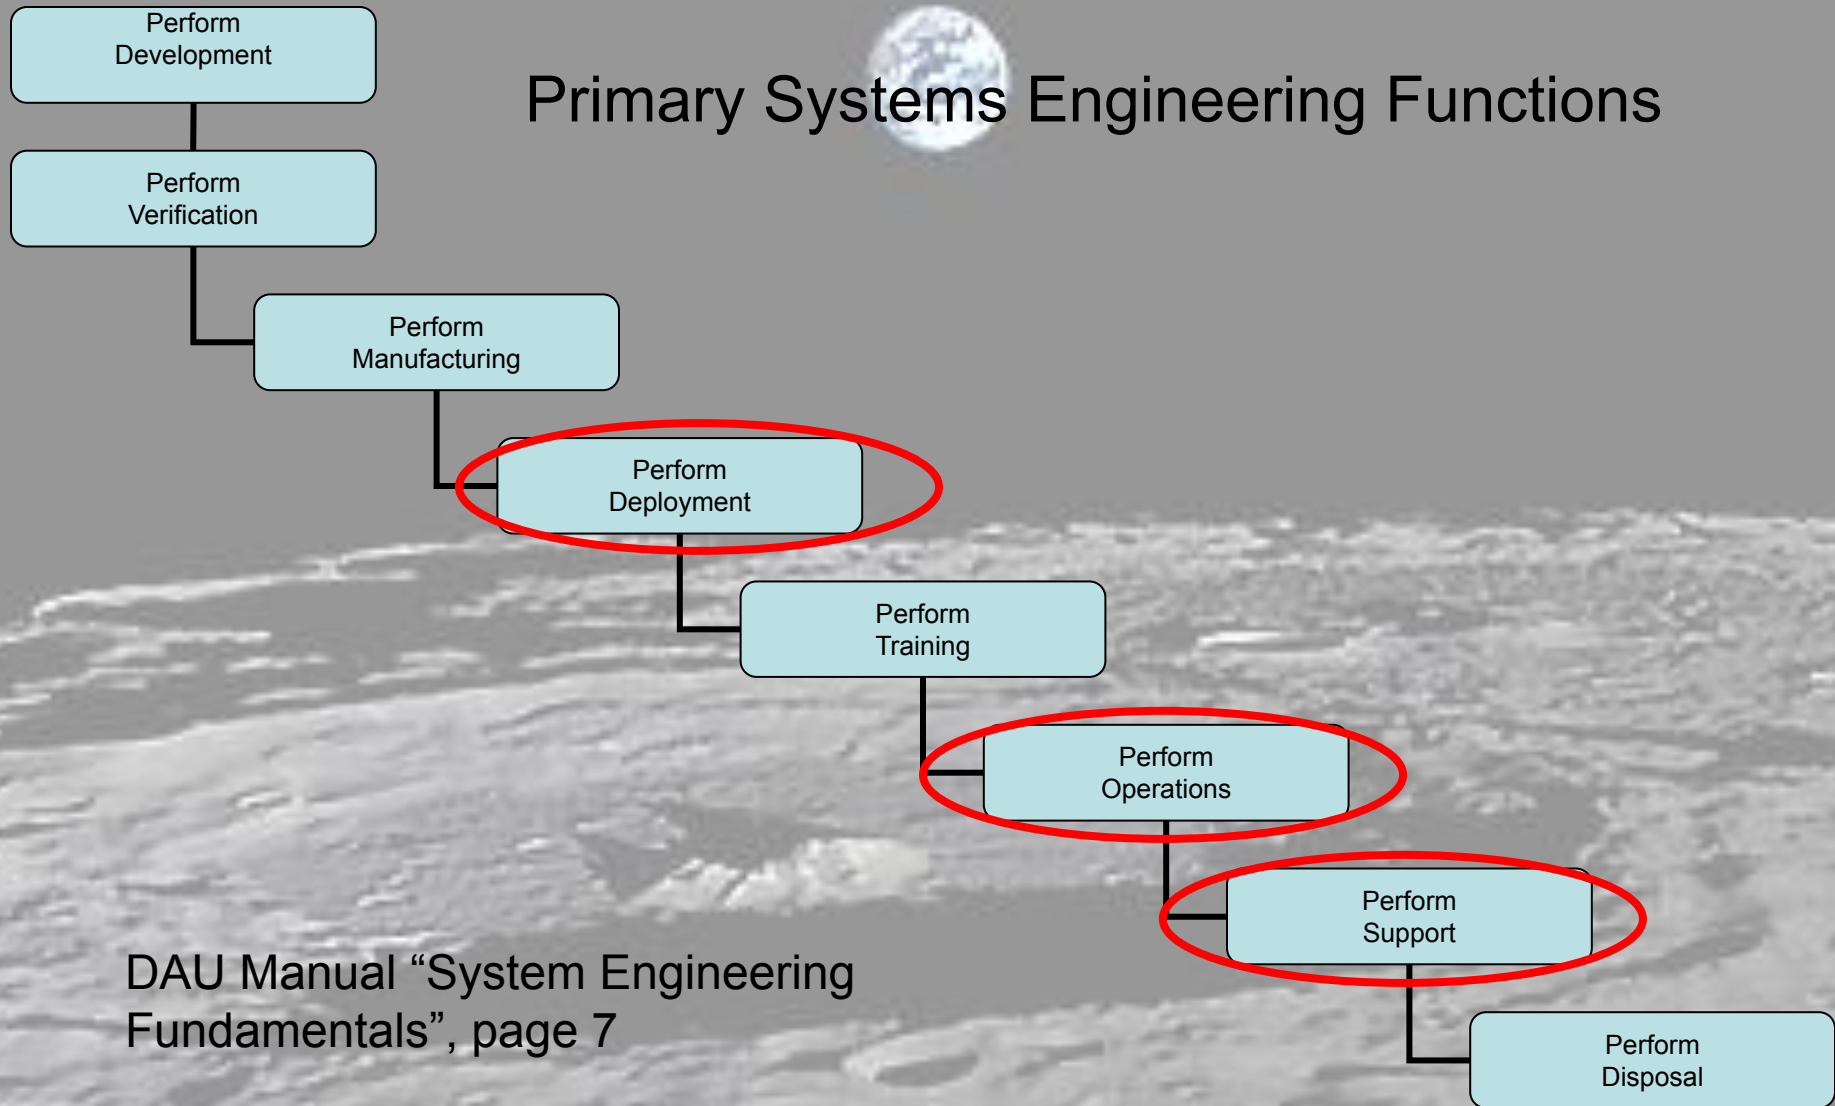 Perform
Development
Primary Systems Engineering Functions
Perform
Verification
Perform
Manufacturing
Perform
Deployment
Perform
Training
Perform
Operations
Perform
Support
DAU Manual “System Engineering
Fundamentals”, page 7
Perform
Disposal